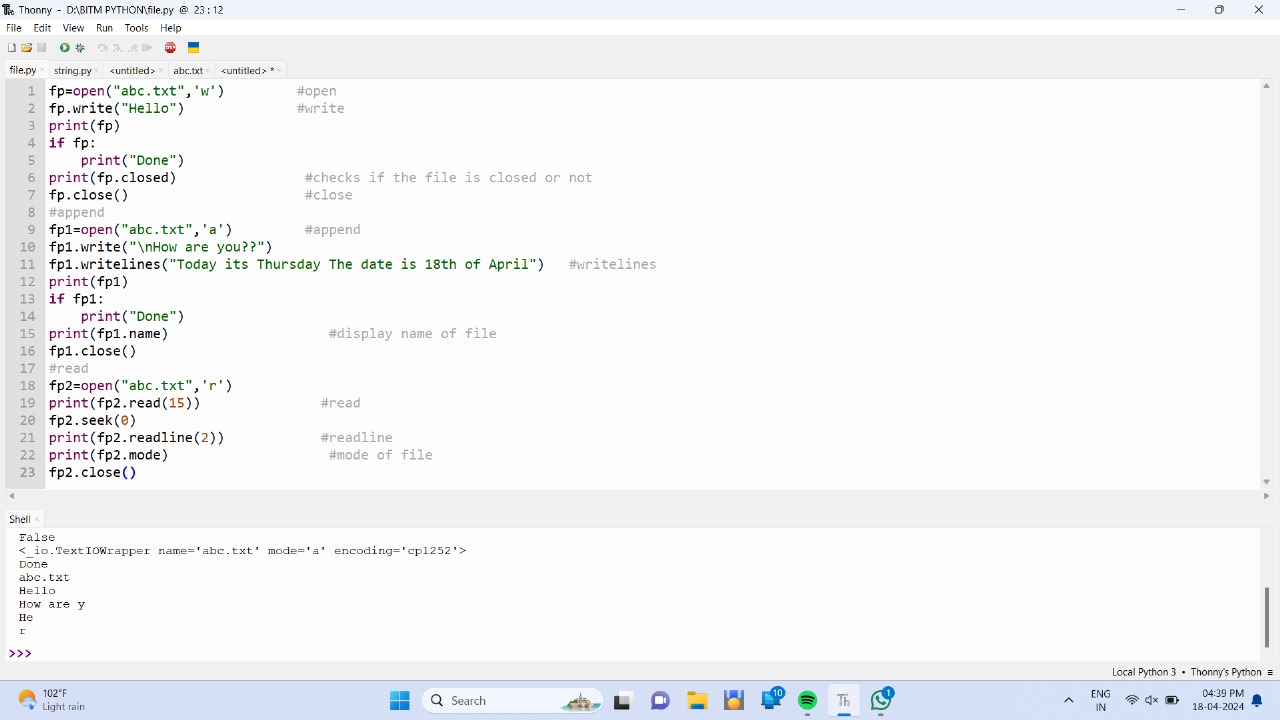 Thonny - D:\BITM PYTHON\file.py @ 23:12
File Edit View Run Tools Help
file.py string.py <untitled> abc.txt <untitled> *
1 fp=open("abc.txt",'w') #open
2 fp.write("Hello") #write
3 print(fp)
4 if fp:
5 print("Done")
6 print(fp.closed) #checks if the file is closed or not
7 fp.close() #close
8 #append
9 fp1=open("abc.txt",'a') #append
10 fp1.write("\nHow are you??")
11 fp1.writelines("Today its Thursday The date is 18th of April") #writelines
12 print(fp1)
13 if fp1:
14 print("Done")
15 print(fp1.name) #display name of file
16 fp1.close()
17 #read
18 fp2=open("abc.txt",'r')
19 print(fp2.read(15)) #read
20 fp2.seek(0)
21 print(fp2.readline(2)) #readline
22 print(fp2.mode) #mode of file
23 fp2.close()
Shell
False
<_io.TextIOWrapper name='abc.txt' mode='a' encoding='cp1252'>
Done
abc.txt
Hello
How are y
He
r
>>>
Local Python 3 • Thonny's Python ≡
102°F
Light rain
Search
10
Th
1
ENG
IN
04:39 PM
18-04-2024